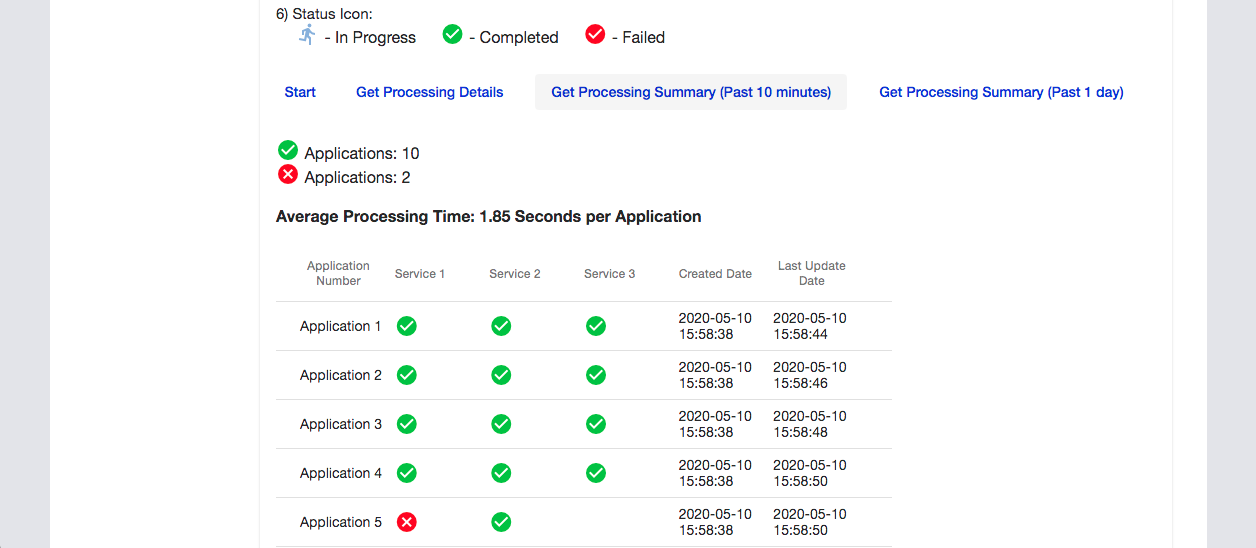 6) Status Icon:
- In Progress - Completed - Failed
Start Get Processing Details Get Processing Summary (Past 10 minutes) Get Processing Summary (Past 1 day)
Applications: 10
Applications: 2
Average Processing Time: 1.85 Seconds per Application
Application Number Service 1 Service 2 Service 3 Created Date Last Update Date
Application 1 2020-05-10 15:58:38 2020-05-10 15:58:44
Application 2 2020-05-10 15:58:38 2020-05-10 15:58:46
Application 3 2020-05-10 15:58:38 2020-05-10 15:58:48
Application 4 2020-05-10 15:58:38 2020-05-10 15:58:50
Application 5 2020-05-10 15:58:38 2020-05-10 15:58:50